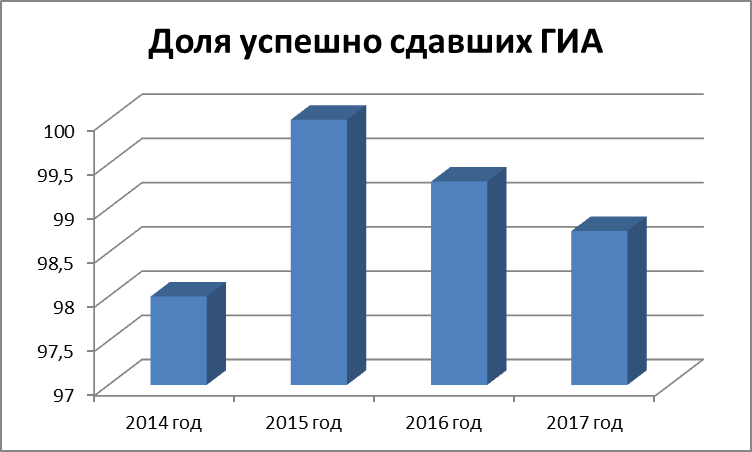 Доля успешно сдавших ГИА
100
99,5
99
98,5
98
97,5
97
2014 год
2015 год
2016 год
2017 год